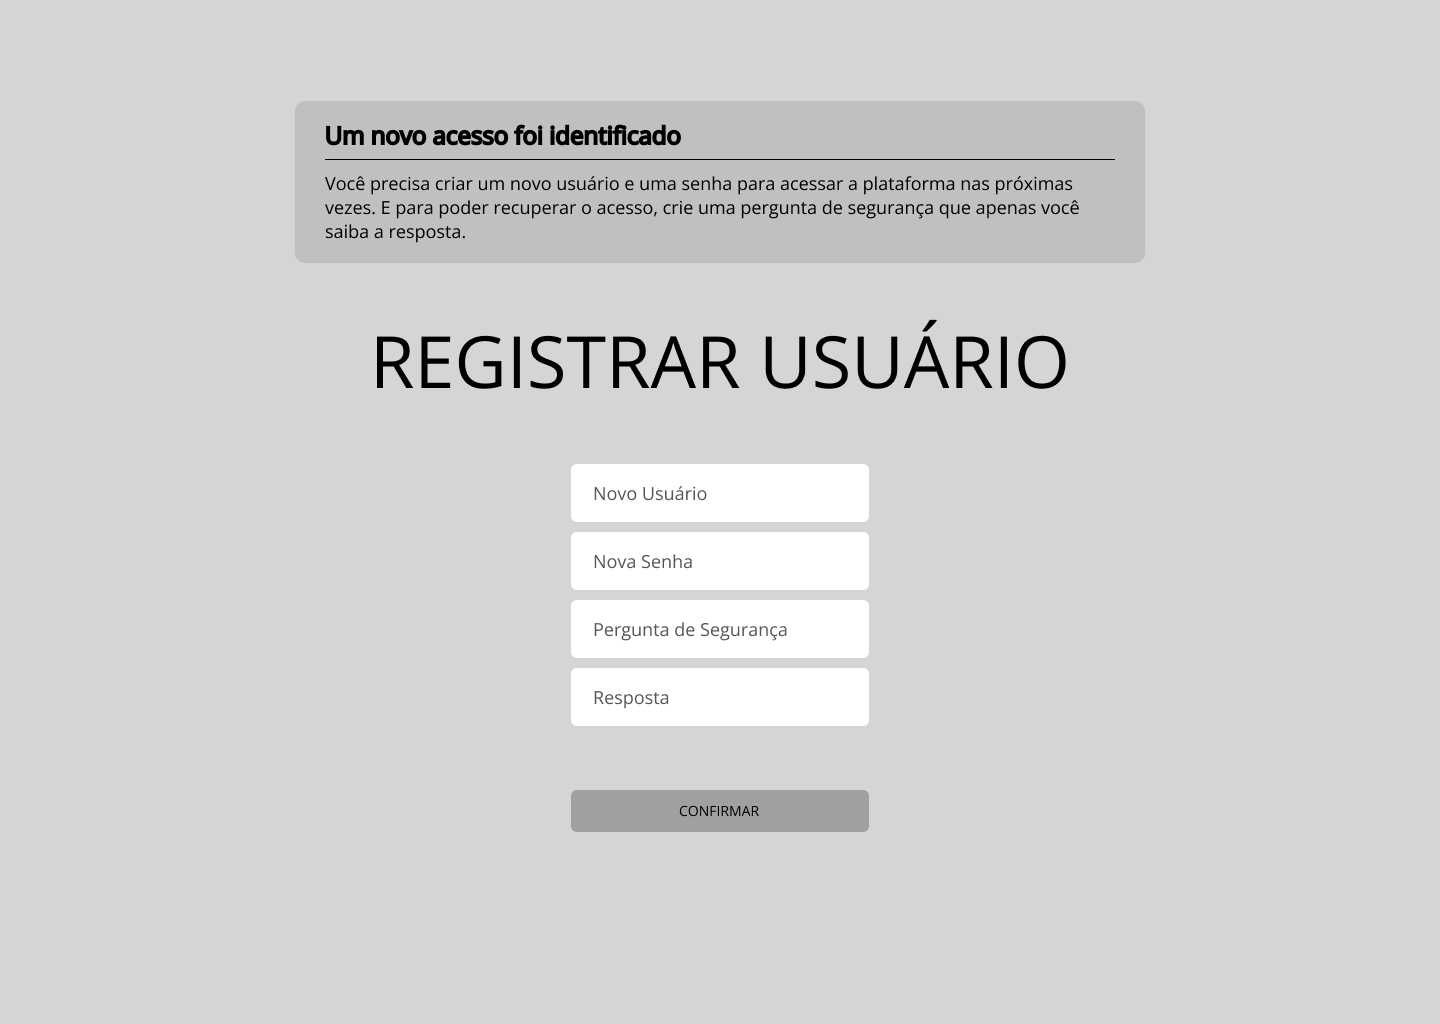 Um novo acesso foi identificado
Você precisa criar um novo usuário e uma senha para acessar a plataforma nas próximas
vezes. E para poder recuperar o acesso, crie uma pergunta de segurança que apenas você
saiba a resposta.
REGISTRAR USUÁRIO
Novo Usuário
Nova Senha
Pergunta de Segurança
Resposta
CONFIRMAR